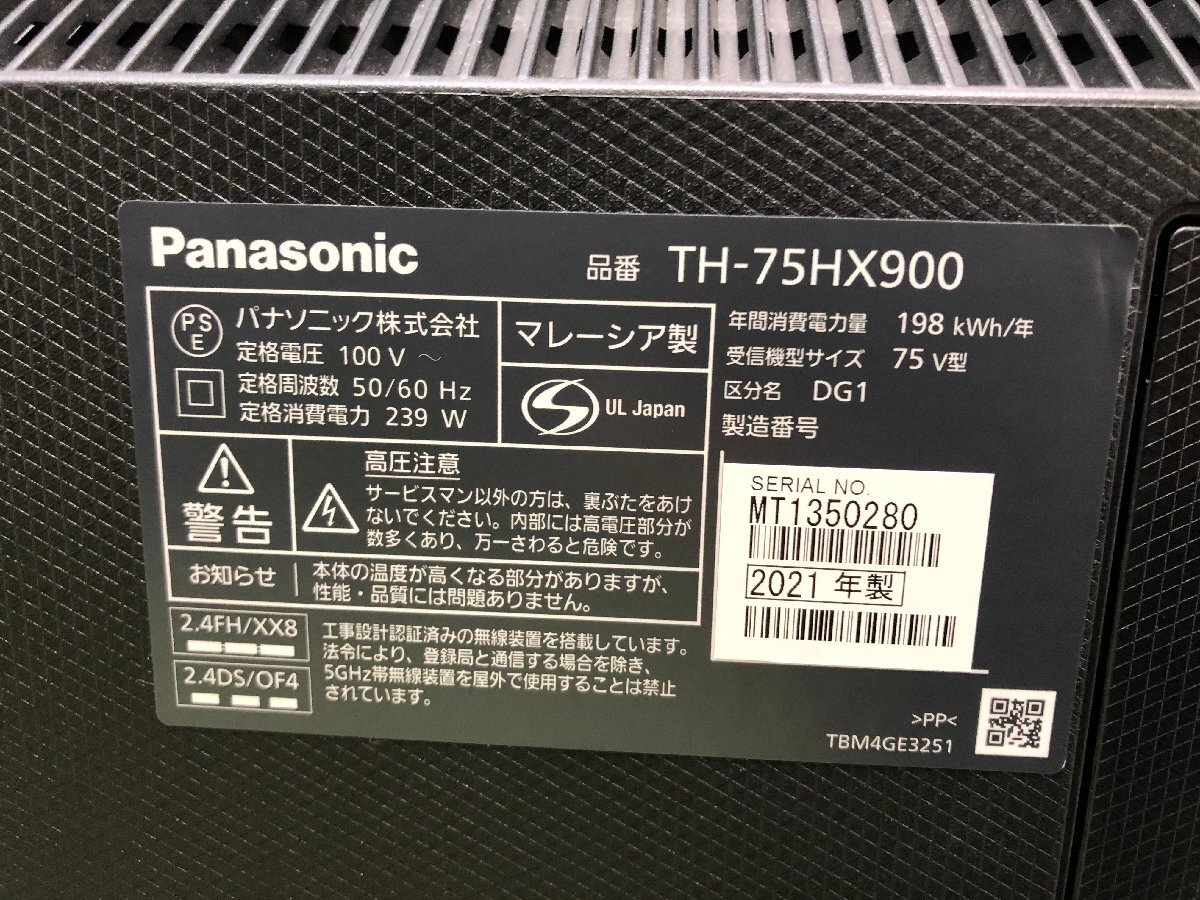 Panasonic
品番 TH-75HX900
PS
E
パナソニック株式会社
定格電圧 100 V ～
定格周波数 50/60 Hz
定格消費電力 239 W
マレーシア製
UL Japan
年間消費電力量 198 kWh/年
受信機型サイズ 75 V型
区分名 DG1
製造番号
SERIAL NO.
MT1350280
2021 年製
警告
高圧注意
サービスマン以外の方は、裏ぶたをあけ
ないでください。内部には高電圧部分が
数多くあり、万一さわると危険です。
お知らせ
本体の温度が高くなる部分がありますが、
性能・品質には問題ありません。
2.4FH/XX8
2.4DS/OF4
工事設計認証済みの無線装置を搭載しています。
法令により、登録局と通信する場合を除き、
5GHz帯無線装置を屋外で使用することは禁止
されています。
>PP<
TBM4GE3251